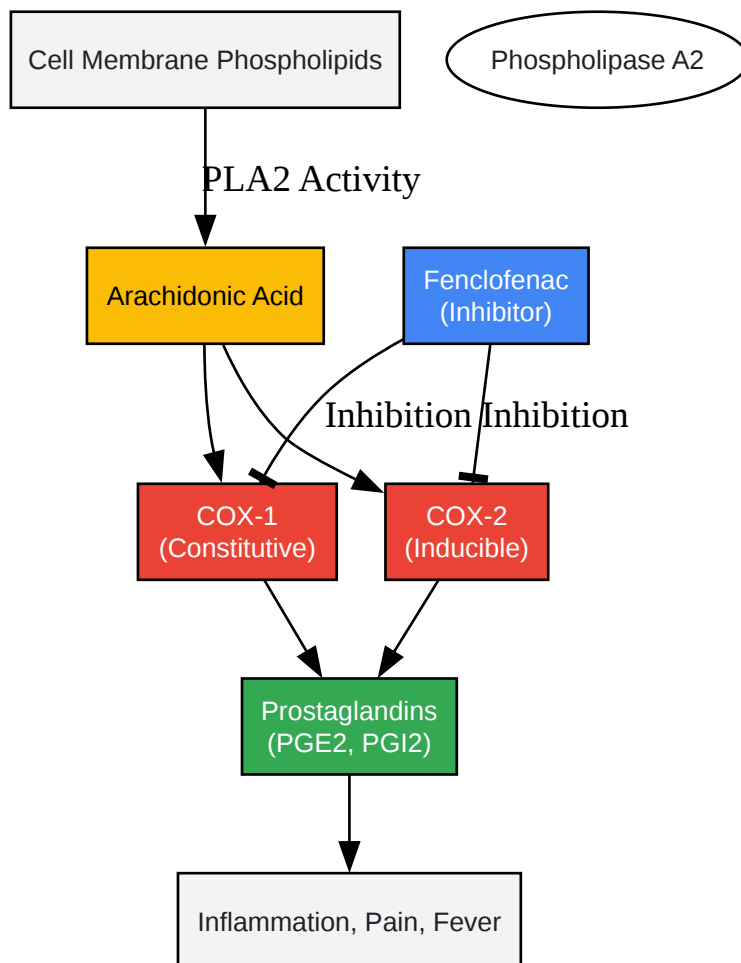 Cell Membrane Phospholipids
Phospholipase A2
PLA2 Activity
Arachidonic Acid
Fenclofenac
(Inhibitor)
Inhibition
Inhibition
COX-1
(Constitutive)
COX-2
(Inducible)
Prostaglandins
(PGE2, PGI2)
Inflammation, Pain, Fever